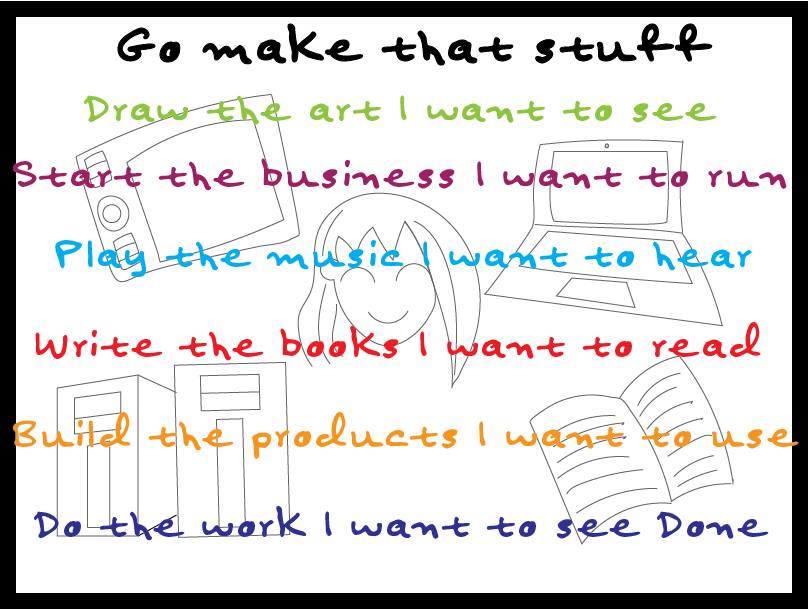 Go make that stuff
Draw the art I want to see
Start the business I want to run
Play the music I want to hear
Write the books I want to read
Build the products I want to use
Do the work I want to see Done